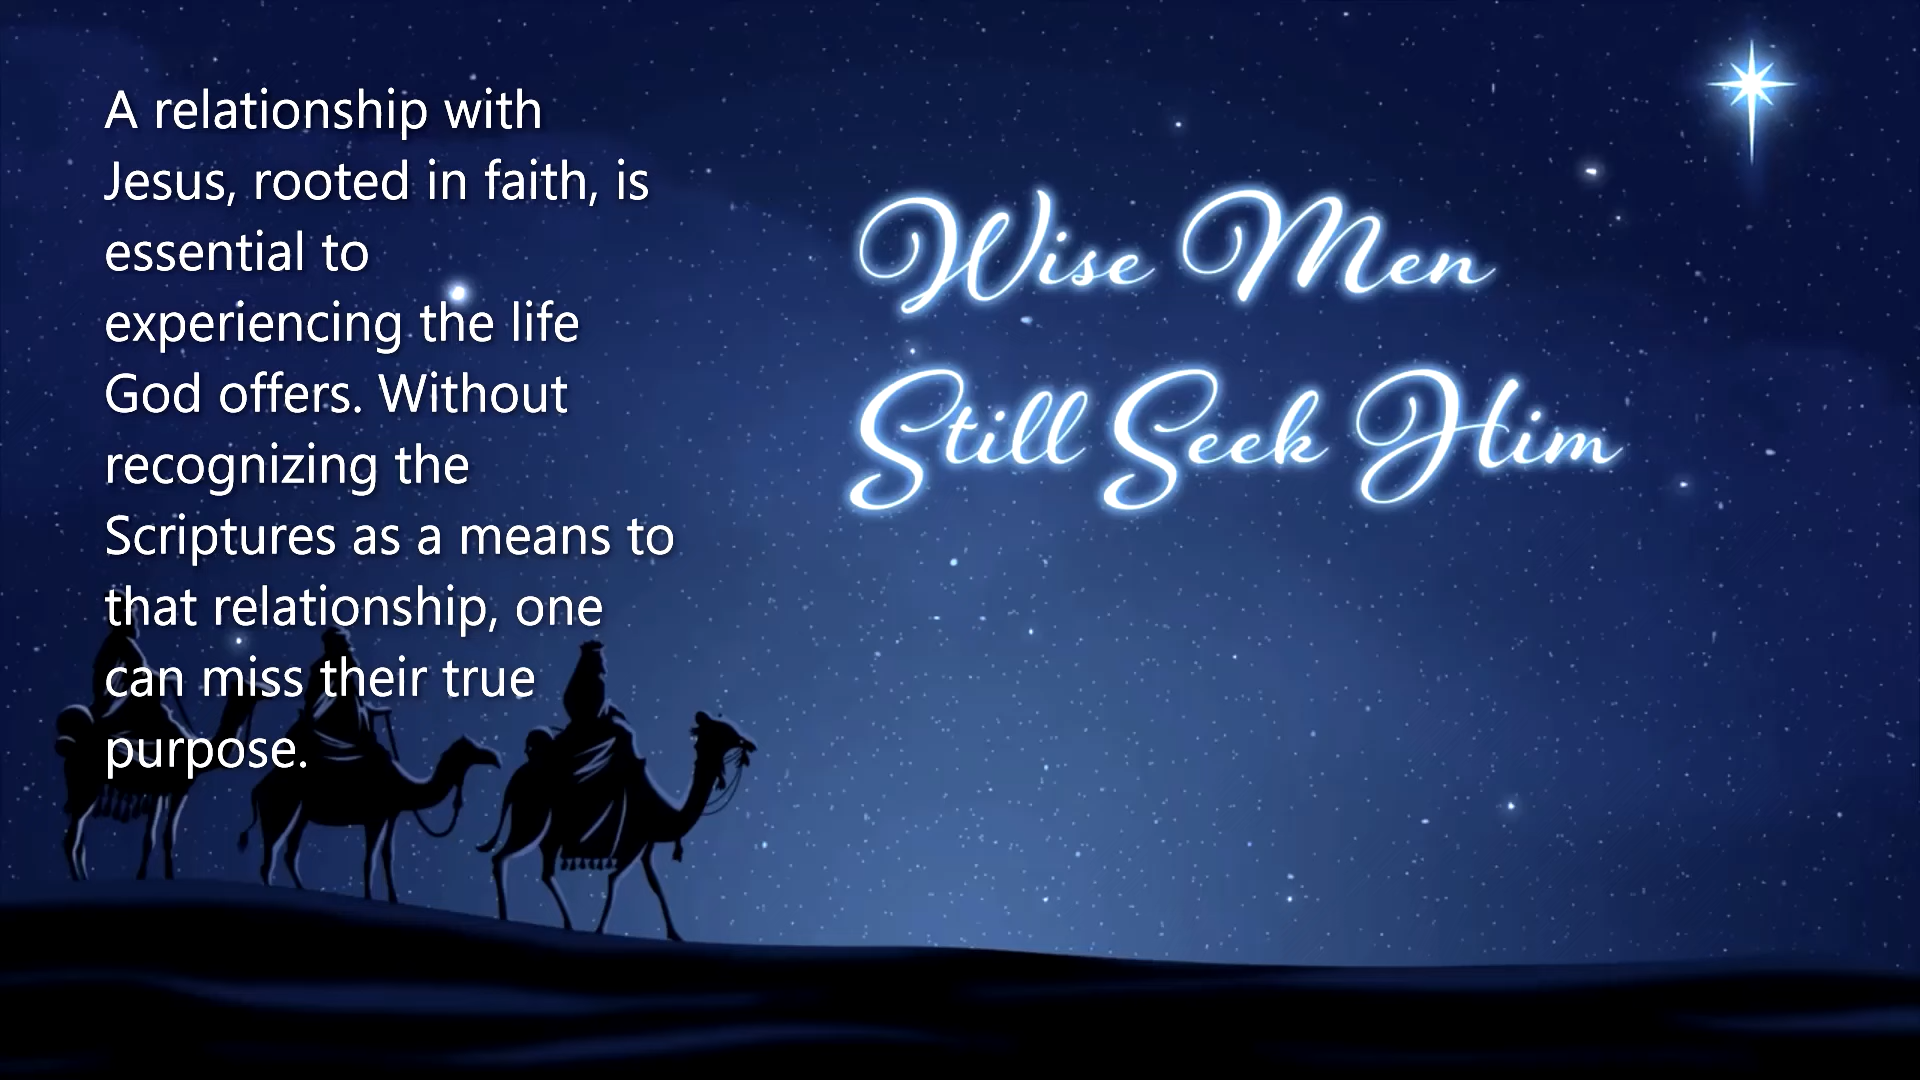 A relationship with
Jesus, rooted in faith, is
essential to
experiencing the life
God offers. Without
recognizing the
Scriptures as a means to
that relationship, one
can miss their true
purpose.
Wise Men
Still Seek Him